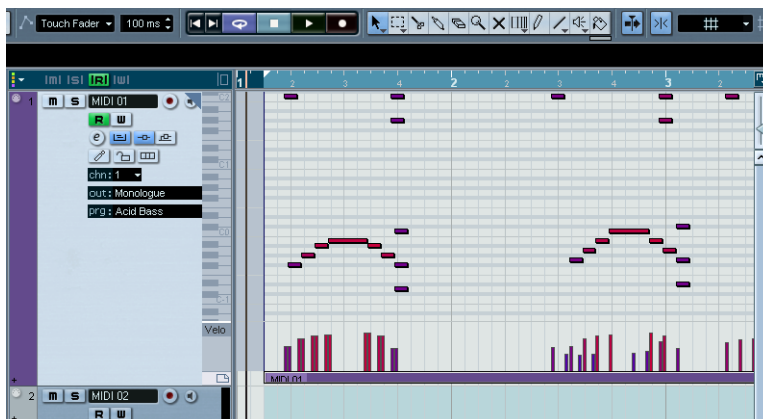 Touch Fader 100 ms
|m| |s| |R| |w|
1 2 3 4 2 2 3 4 3 2
1 m S MIDI 01
R W
e
chn: 1
out: Monologue
prg: Acid Bass
C2
C1
C0
C-1
Velo
MIDI 01
2 m S MIDI 02
R W